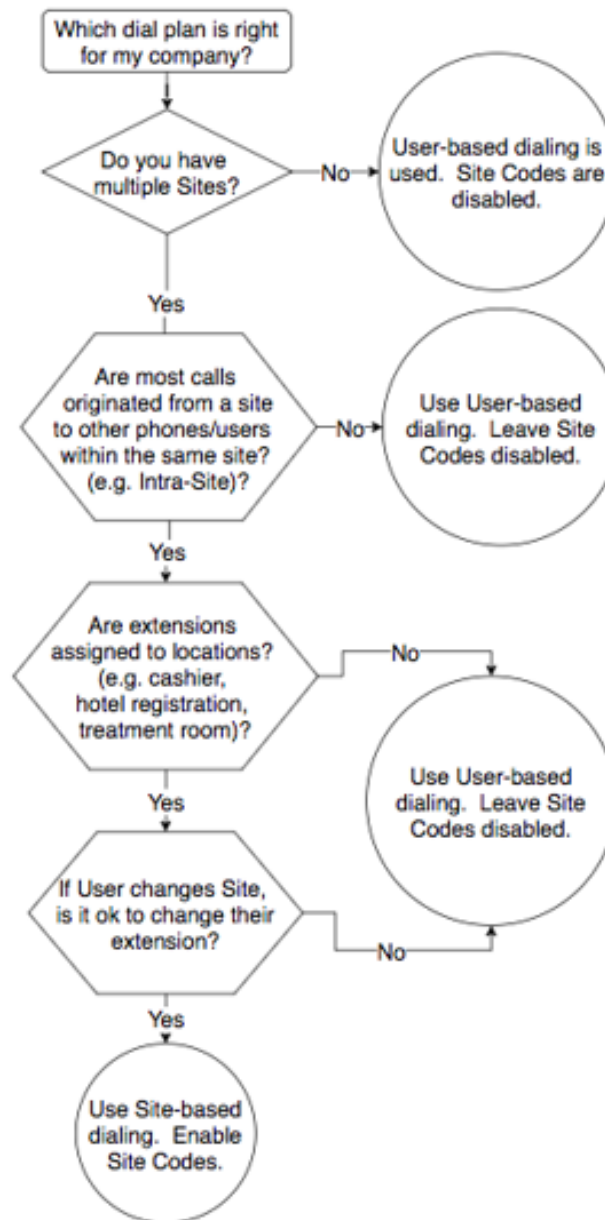 Which dial plan is right
for my company?
Do you have
multiple Sites?
No
User-based dialing is
used.  Site Codes are
disabled.
Yes
Are most calls
originated from a site
to other phones/users
within the same site?
(e.g. Intra-Site)?
No
Use User-based
dialing.  Leave Site
Codes disabled.
Yes
Are extensions
assigned to locations?
(e.g. cashier,
hotel registration,
treatment room)?
No
Use User-based
dialing.  Leave Site
Codes disabled.
Yes
If User changes Site,
is it ok to change their
extension?
No
Yes
Use Site-based
dialing.  Enable
Site Codes.